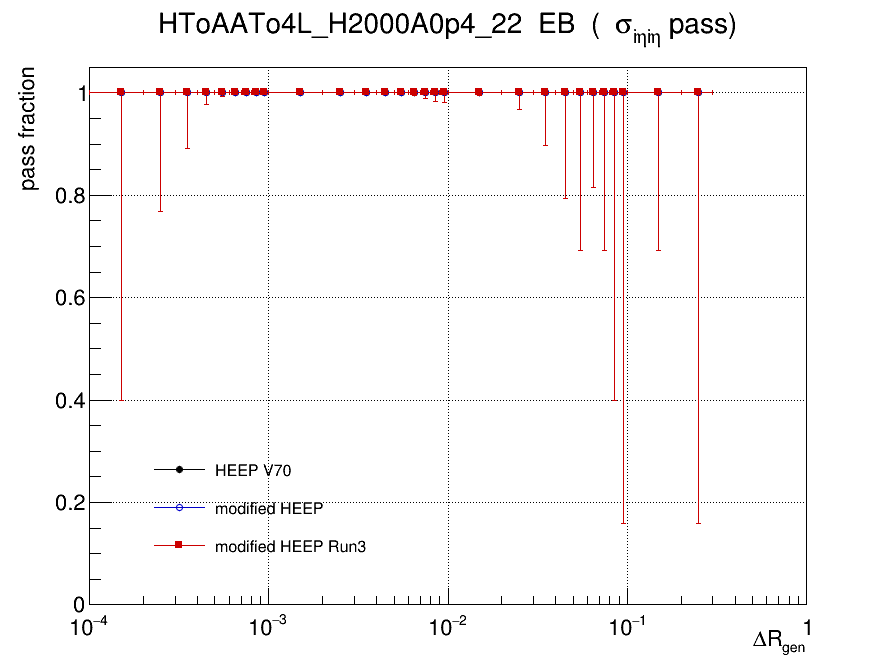 HToAATo4L_H2000A0p4_22 EB ( σiηiη pass)
pass fraction
1
0.8
0.6
0.4
0.2
0
HEEP V70
modified HEEP
modified HEEP Run3
10−4 10−3 10−2 10−1 1
ΔRgen